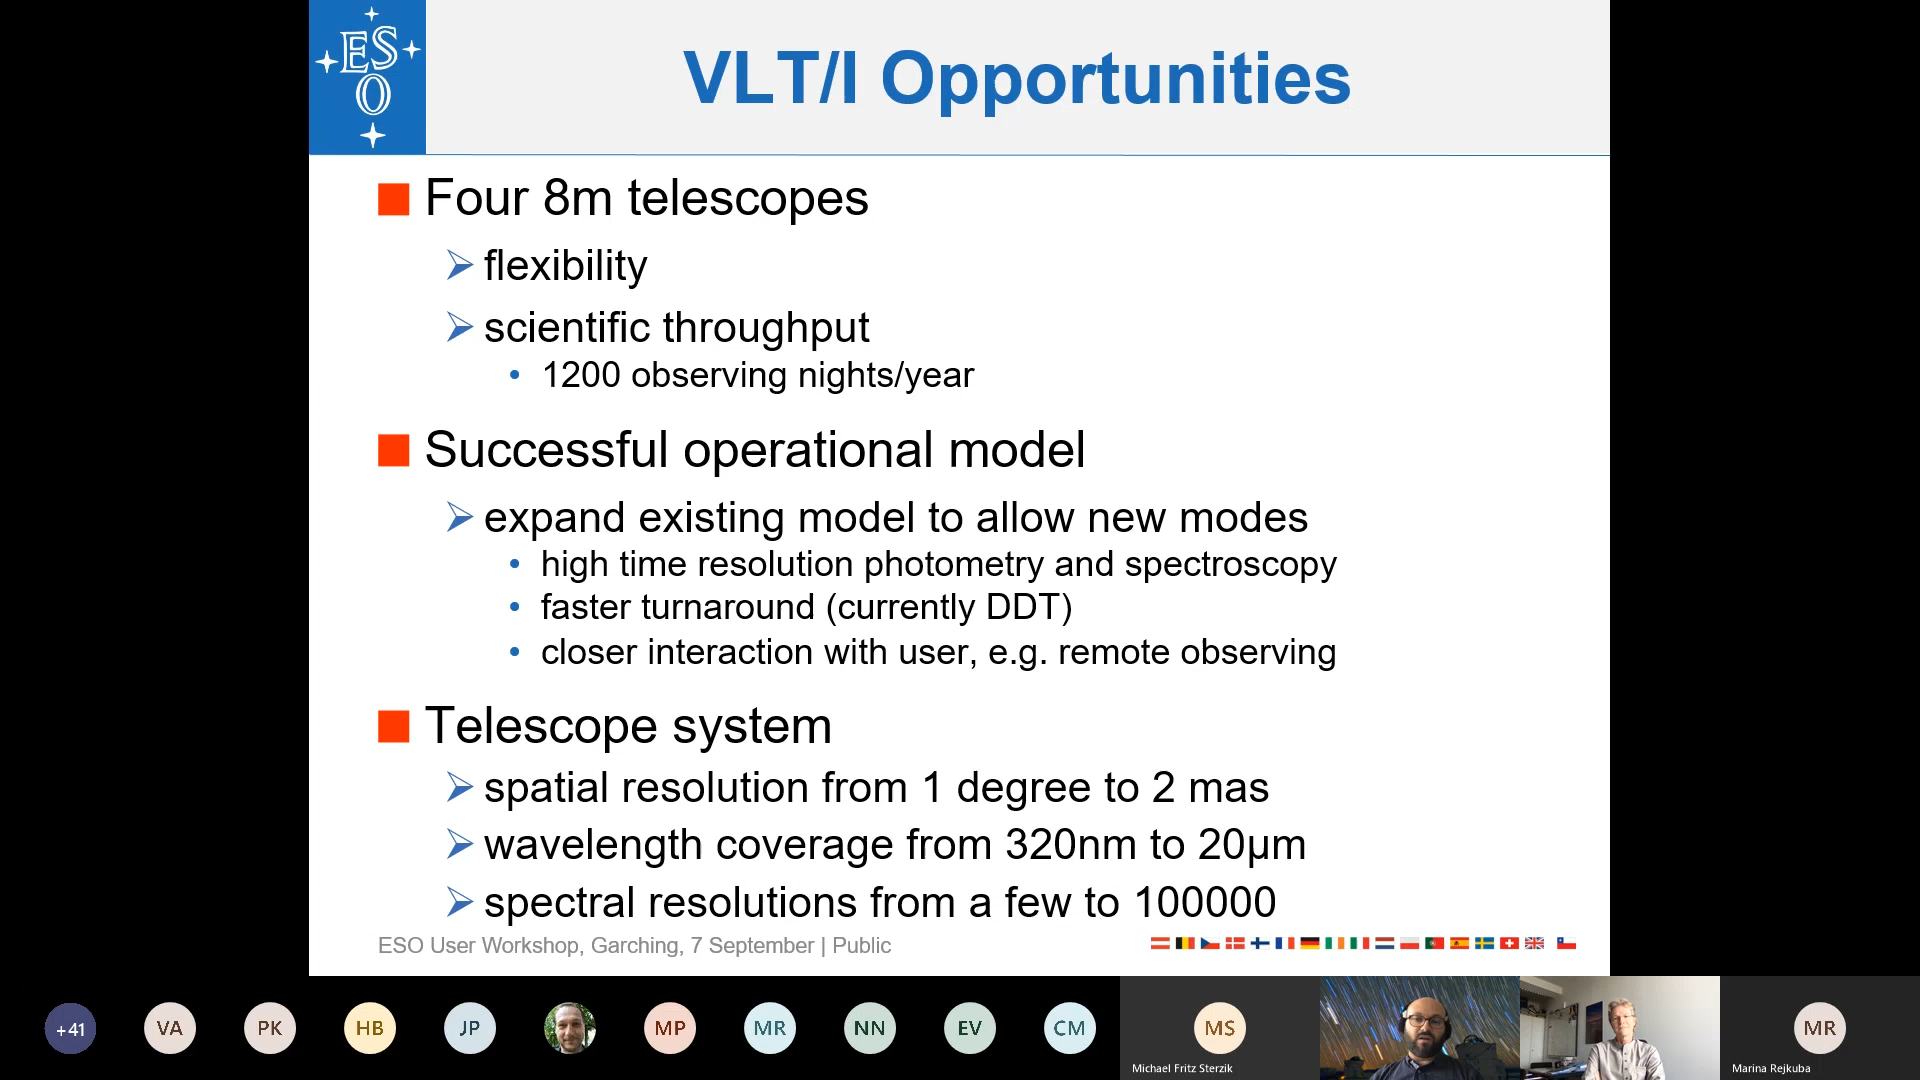 ESO
VLT/I Opportunities
Four 8m telescopes
flexibility
scientific throughput
1200 observing nights/year
Successful operational model
expand existing model to allow new modes
high time resolution photometry and spectroscopy
faster turnaround (currently DDT)
closer interaction with user, e.g. remote observing
Telescope system
spatial resolution from 1 degree to 2 mas
wavelength coverage from 320nm to 20µm
spectral resolutions from a few to 100000
ESO User Workshop, Garching, 7 September | Public
+41 VA PK HB JP MP MR NN EV CM MS MR
Michael Fritz Sterzik Marina Rejkuba